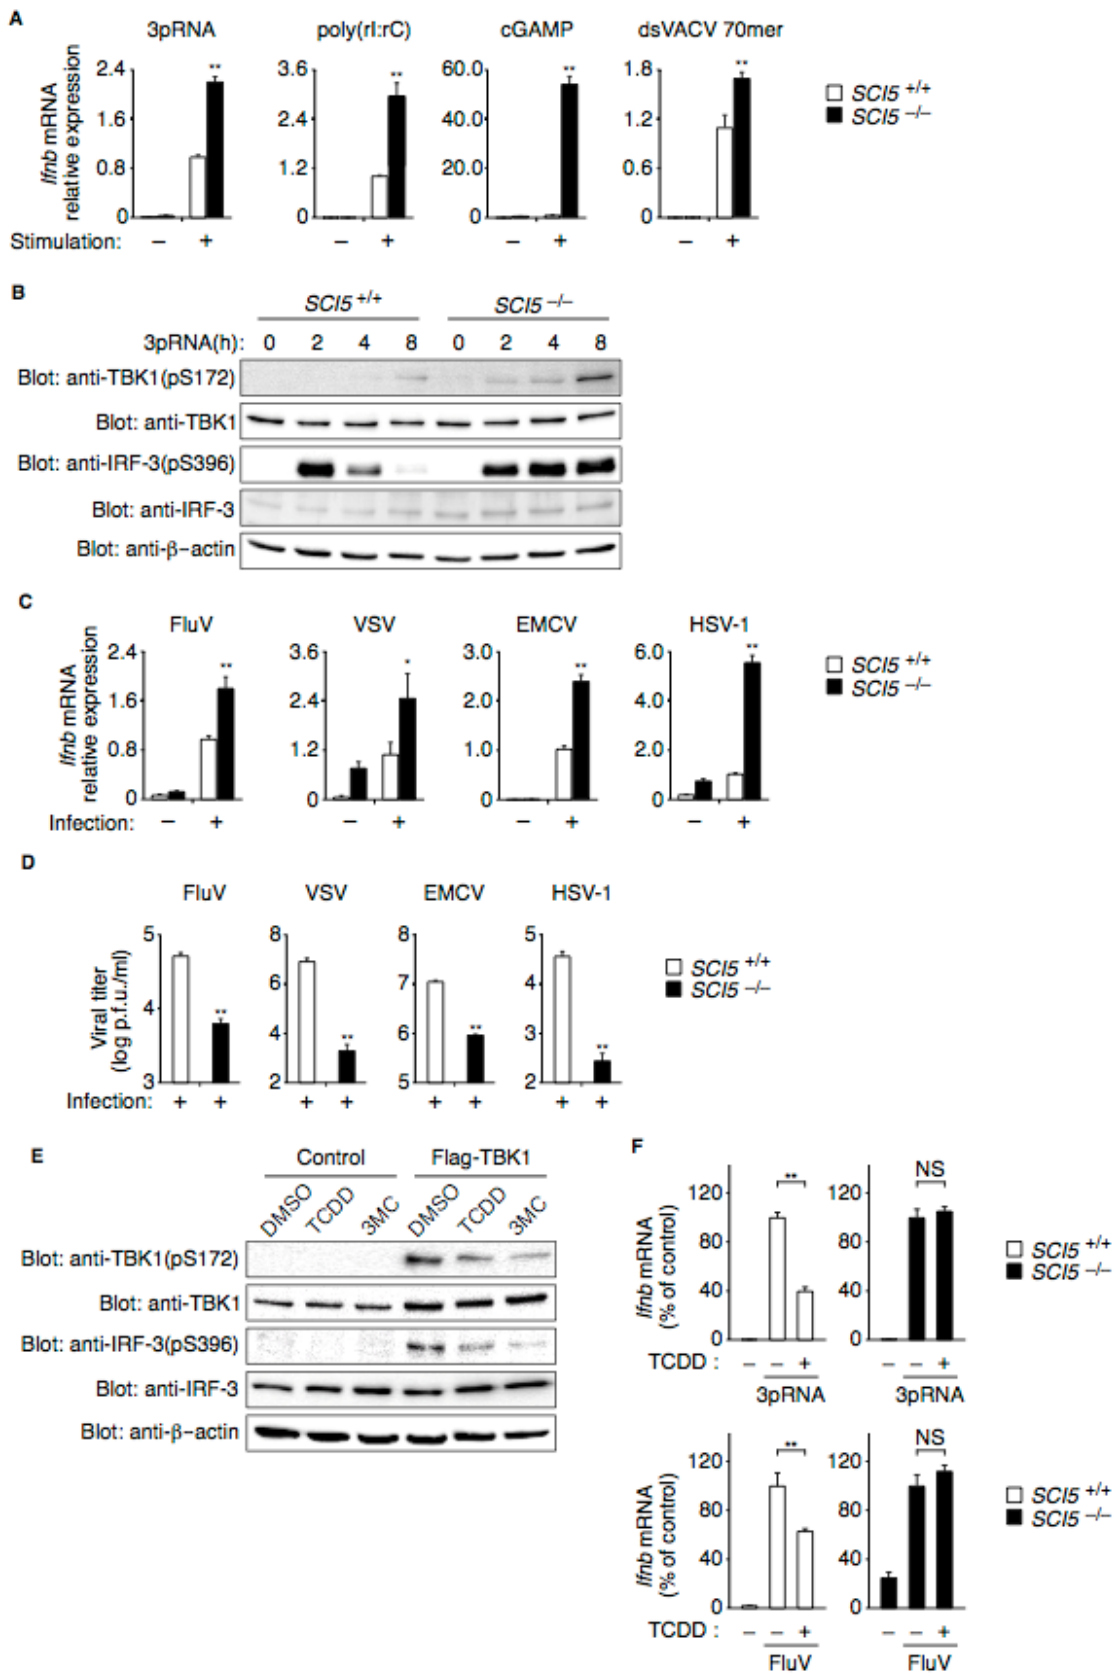 A
3pRNA poly(rI:rC) cGAMP dsVACV 70mer
Ifnb mRNA
relative expression
2.4 3.6 60.0 1.8
1.6 2.4 40.0 1.2
0.8 1.2 20.0 0.6
0 0 0 0
** ** ** **
SCI5 +/+
SCI5 –/–
Stimulation: – + – + – + – +
B
SCI5 +/+ SCI5 –/–
3pRNA(h): 0 2 4 8 0 2 4 8
Blot: anti-TBK1(pS172)
Blot: anti-TBK1
Blot: anti-IRF-3(pS396)
Blot: anti-IRF-3
Blot: anti-β–actin
C
FluV VSV EMCV HSV-1
Ifnb mRNA
relative expression
2.4 3.6 3.0 6.0
1.6 2.4 2.0 4.0
0.8 1.2 1.0 2.0
0 0 0 0
** * ** **
SCI5 +/+
SCI5 –/–
Infection: – + – + – + – +
D
FluV VSV EMCV HSV-1
Viral titer
(log p.f.u./ml)
5 8 8 5
4 6 7 4
3 4 6 3
2 5 2
** ** ** **
SCI5 +/+
SCI5 –/–
Infection: + + + + + + + +
E
Control Flag-TBK1
DMSO TCDD 3MC DMSO TCDD 3MC
Blot: anti-TBK1(pS172)
Blot: anti-TBK1
Blot: anti-IRF-3(pS396)
Blot: anti-IRF-3
Blot: anti-β–actin
F
Ifnb mRNA
(% of control)
120 120
80 80
40 40
0 0
** NS
SCI5 +/+
SCI5 –/–
TCDD : – – + – – +
3pRNA 3pRNA
Ifnb mRNA
(% of control)
120 120
80 80
40 40
0 0
** NS
SCI5 +/+
SCI5 –/–
TCDD : – – + – – +
FluV FluV